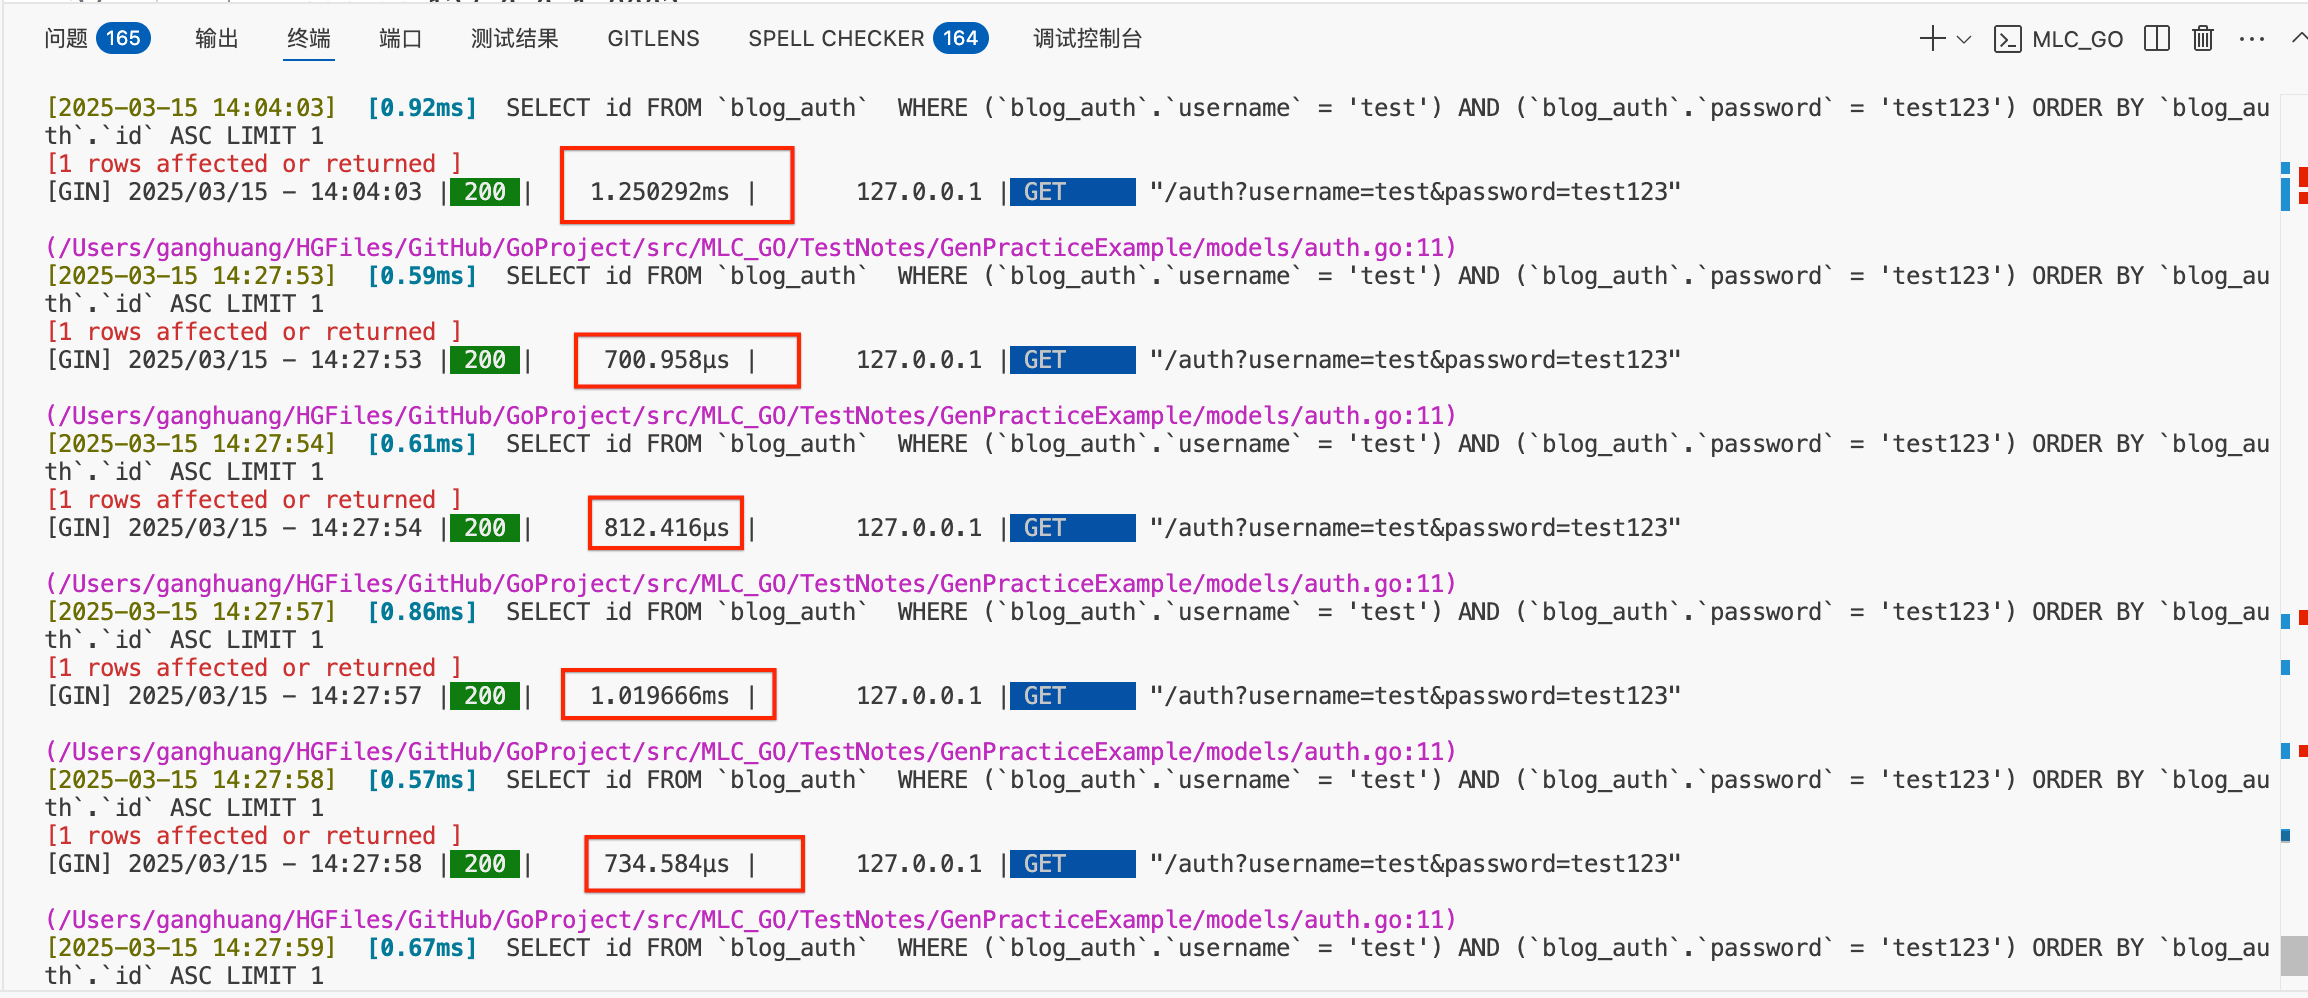 问题 165 输出 终端 端口 测试结果 GITLENS SPELL CHECKER 164 调试控制台 MLC_GO
[2025-03-15 14:04:03] [0.92ms] SELECT id FROM `blog_auth` WHERE (`blog_auth`.`username` = 'test') AND (`blog_auth`.`password` = 'test123') ORDER BY `blog_au
th`.`id` ASC LIMIT 1
[1 rows affected or returned ]
[GIN] 2025/03/15 - 14:04:03 | 200 | 1.250292ms | 127.0.0.1 | GET "/auth?username=test&password=test123"
(/Users/ganghuang/HGFiles/GitHub/GoProject/src/MLC_GO/TestNotes/GenPracticeExample/models/auth.go:11)
[2025-03-15 14:27:53] [0.59ms] SELECT id FROM `blog_auth` WHERE (`blog_auth`.`username` = 'test') AND (`blog_auth`.`password` = 'test123') ORDER BY `blog_au
th`.`id` ASC LIMIT 1
[1 rows affected or returned ]
[GIN] 2025/03/15 - 14:27:53 | 200 | 700.958µs | 127.0.0.1 | GET "/auth?username=test&password=test123"
(/Users/ganghuang/HGFiles/GitHub/GoProject/src/MLC_GO/TestNotes/GenPracticeExample/models/auth.go:11)
[2025-03-15 14:27:54] [0.61ms] SELECT id FROM `blog_auth` WHERE (`blog_auth`.`username` = 'test') AND (`blog_auth`.`password` = 'test123') ORDER BY `blog_au
th`.`id` ASC LIMIT 1
[1 rows affected or returned ]
[GIN] 2025/03/15 - 14:27:54 | 200 | 812.416µs | 127.0.0.1 | GET "/auth?username=test&password=test123"
(/Users/ganghuang/HGFiles/GitHub/GoProject/src/MLC_GO/TestNotes/GenPracticeExample/models/auth.go:11)
[2025-03-15 14:27:57] [0.86ms] SELECT id FROM `blog_auth` WHERE (`blog_auth`.`username` = 'test') AND (`blog_auth`.`password` = 'test123') ORDER BY `blog_au
th`.`id` ASC LIMIT 1
[1 rows affected or returned ]
[GIN] 2025/03/15 - 14:27:57 | 200 | 1.019666ms | 127.0.0.1 | GET "/auth?username=test&password=test123"
(/Users/ganghuang/HGFiles/GitHub/GoProject/src/MLC_GO/TestNotes/GenPracticeExample/models/auth.go:11)
[2025-03-15 14:27:58] [0.57ms] SELECT id FROM `blog_auth` WHERE (`blog_auth`.`username` = 'test') AND (`blog_auth`.`password` = 'test123') ORDER BY `blog_au
th`.`id` ASC LIMIT 1
[1 rows affected or returned ]
[GIN] 2025/03/15 - 14:27:58 | 200 | 734.584µs | 127.0.0.1 | GET "/auth?username=test&password=test123"
(/Users/ganghuang/HGFiles/GitHub/GoProject/src/MLC_GO/TestNotes/GenPracticeExample/models/auth.go:11)
[2025-03-15 14:27:59] [0.67ms] SELECT id FROM `blog_auth` WHERE (`blog_auth`.`username` = 'test') AND (`blog_auth`.`password` = 'test123') ORDER BY `blog_au
th`.`id` ASC LIMIT 1